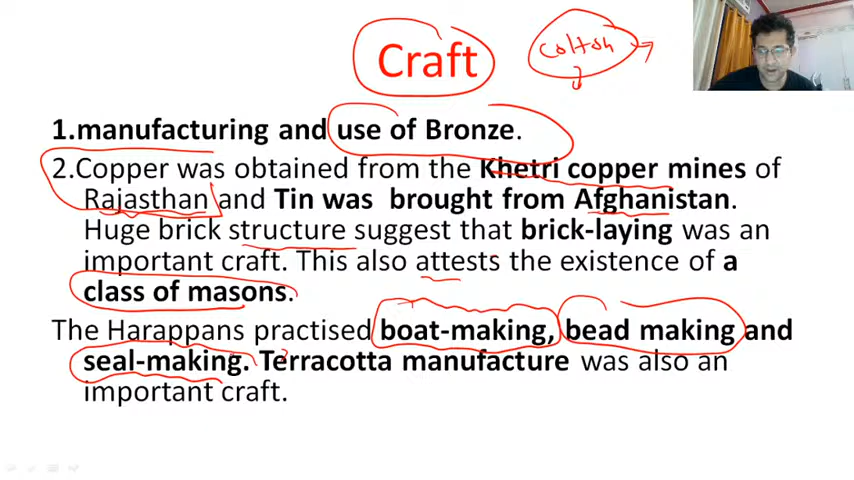 Craft
cotton
1.manufacturing and use of Bronze.
2.Copper was obtained from the Khetri copper mines of
Rajasthan and Tin was brought from Afghanistan.
Huge brick structure suggest that brick-laying was an
important craft. This also attests the existence of a
class of masons.
The Harappans practised boat-making, bead making and
seal-making. Terracotta manufacture was also an
important craft.